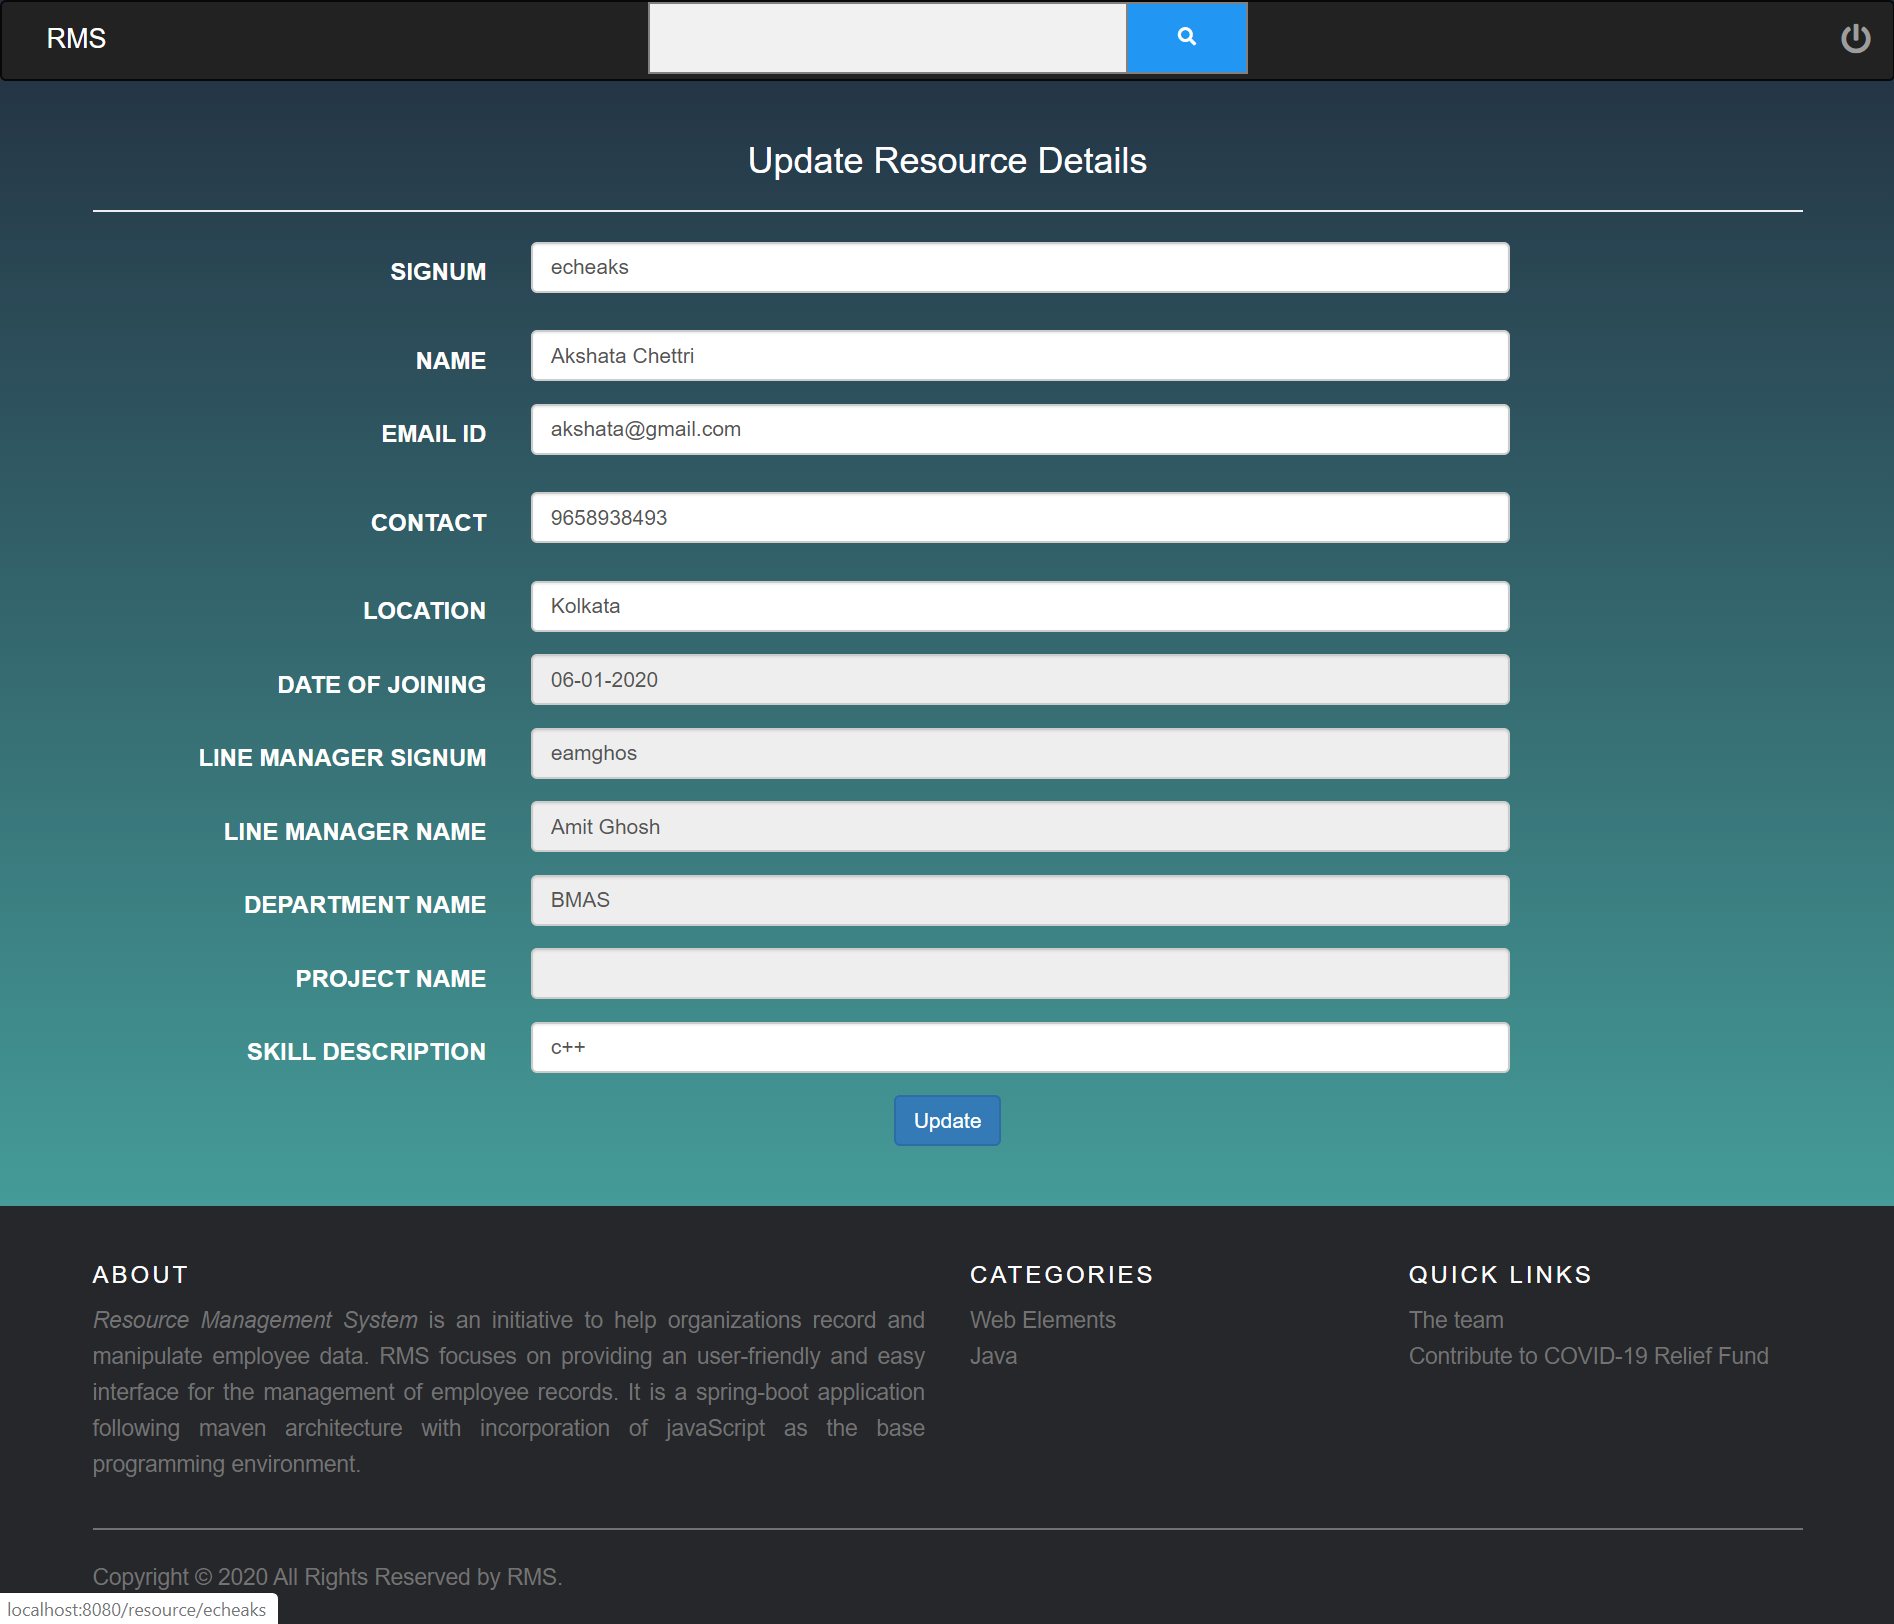 RMS
Update Resource Details
SIGNUM echeaks
NAME Akshata Chettri
EMAIL ID akshata@gmail.com
CONTACT 9658938493
LOCATION Kolkata
DATE OF JOINING 06-01-2020
LINE MANAGER SIGNUM eamghos
LINE MANAGER NAME Amit Ghosh
DEPARTMENT NAME BMAS
PROJECT NAME
SKILL DESCRIPTION c++
Update
ABOUT
Resource Management System is an initiative to help organizations record and
manipulate employee data. RMS focuses on providing an user-friendly and easy
interface for the management of employee records. It is a spring-boot application
following maven architecture with incorporation of javaScript as the base
programming environment.
CATEGORIES
Web Elements
Java
QUICK LINKS
The team
Contribute to COVID-19 Relief Fund
Copyright © 2020 All Rights Reserved by RMS.
localhost:8080/resource/echeaks